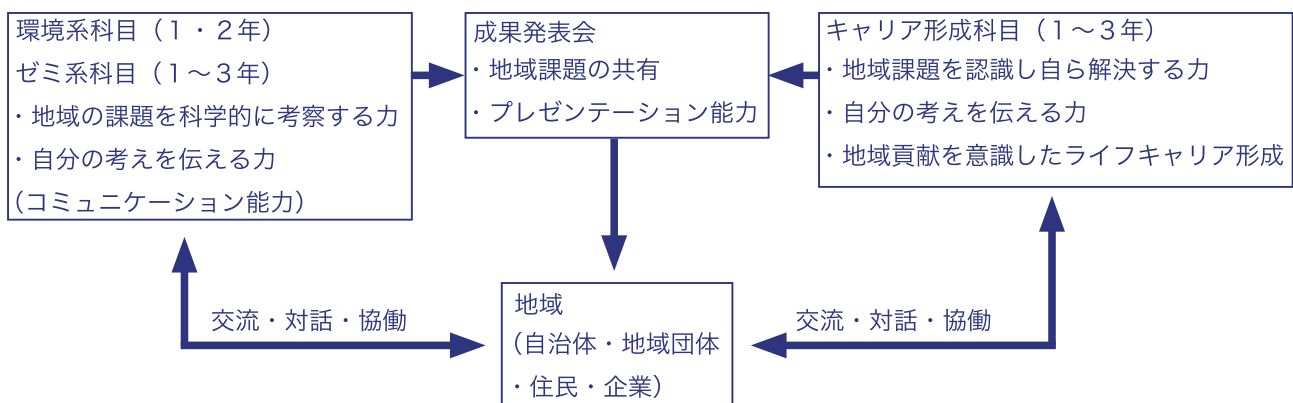 環境系科目（１・２年）
ゼミ系科目（１〜３年）
・地域の課題を科学的に考察する力
・自分の考えを伝える力
（コミュニケーション能力）
成果発表会
・地域課題の共有
・プレゼンテーション能力
キャリア形成科目（１〜３年）
・地域課題を認識し自ら解決する力
・自分の考えを伝える力
・地域貢献を意識したライフキャリア形成
交流・対話・協働
地域
（自治体・地域団体
・住民・企業）
交流・対話・協働